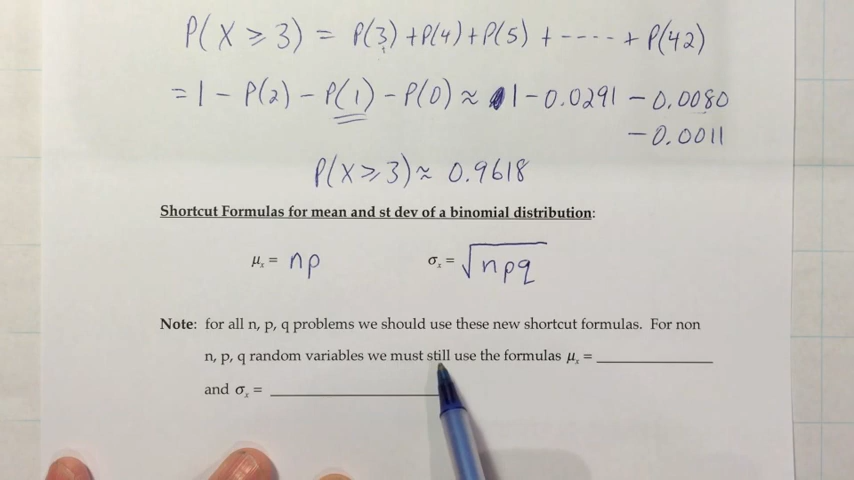 P(X ≥ 3) = P(3) + P(4) + P(5) + ---- + P(42)
= 1 - P(2) - P(1) - P(0) ≈ 1 - 0.0291 - 0.0080
- 0.0011
P(X ≥ 3) ≈ 0.9618
Shortcut Formulas for mean and st dev of a binomial distribution:
μx = np σx = √npq
Note: for all n, p, q problems we should use these new shortcut formulas. For non
n, p, q random variables we must still use the formulas μx = ____________
and σx = ____________